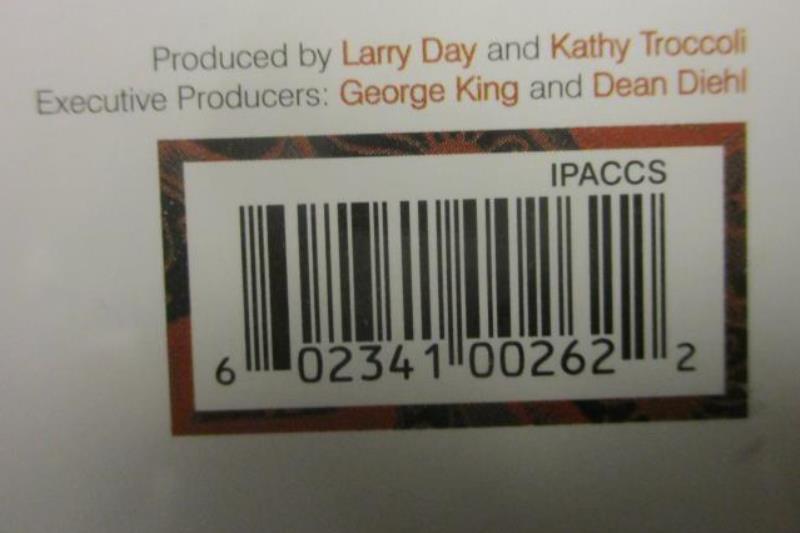 Produced by Larry Day and Kathy Troccoli
Executive Producers: George King and Dean Diehl
IPACCS
6 02341 00262 2